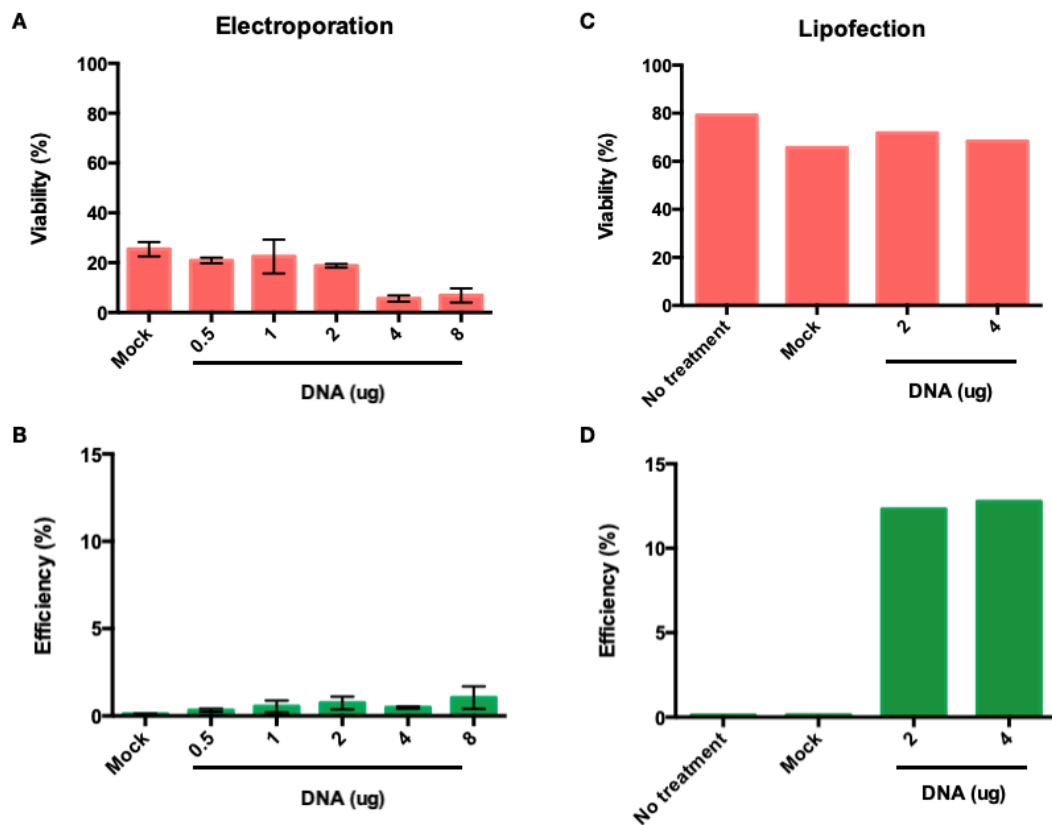 A
Electroporation
Viability (%)
100
80
60
40
20
0
Mock
0.5
1
2
4
8
DNA (ug)
C
Lipofection
Viability (%)
100
80
60
40
20
0
No treatment
Mock
2
4
DNA (ug)
B
Efficiency (%)
15
10
5
0
Mock
0.5
1
2
4
8
DNA (ug)
D
Efficiency (%)
15
10
5
0
No treatment
Mock
2
4
DNA (ug)